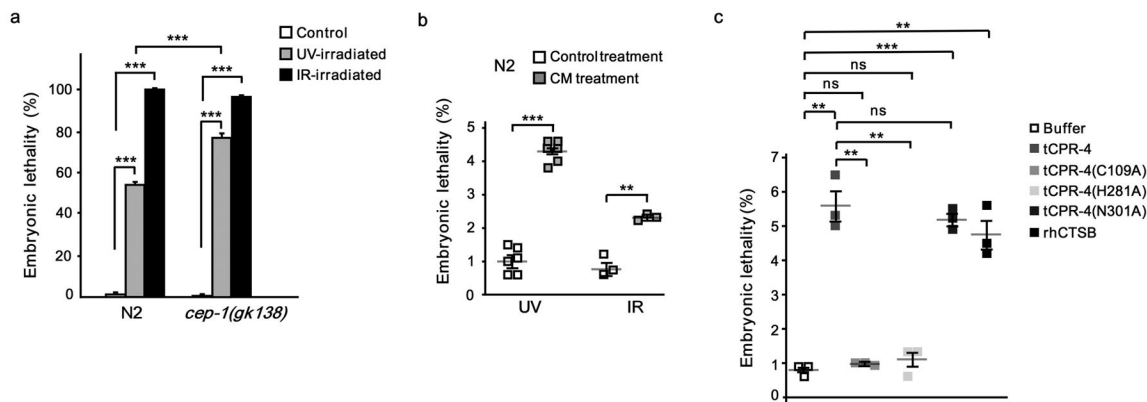 a
Control
UV-irradiated
IR-irradiated
***
***
***
***
***
Embryonic lethality (%)
100
80
60
40
20
0
N2
cep-1(gk138)
b
N2
Control treatment
CM treatment
Embryonic lethality (%)
***
**
5
4
3
2
1
0
UV
IR
c
**
***
ns
ns
**
ns
**
**
Embryonic lethality (%)
7
6
5
4
3
2
1
0
Buffer
tCPR-4
tCPR-4(C109A)
tCPR-4(H281A)
tCPR-4(N301A)
rhCTSB